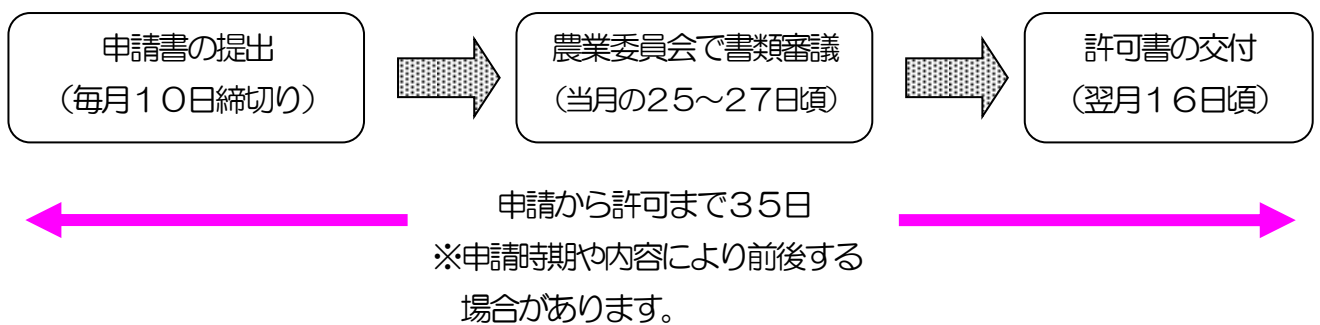 申請書の提出
（毎月１０日締切り）
農業委員会で書類審議
（当月の２５～２７日頃）
許可書の交付
（翌月１６日頃）
申請から許可まで３５日
※申請時期や内容により前後する
場合があります。